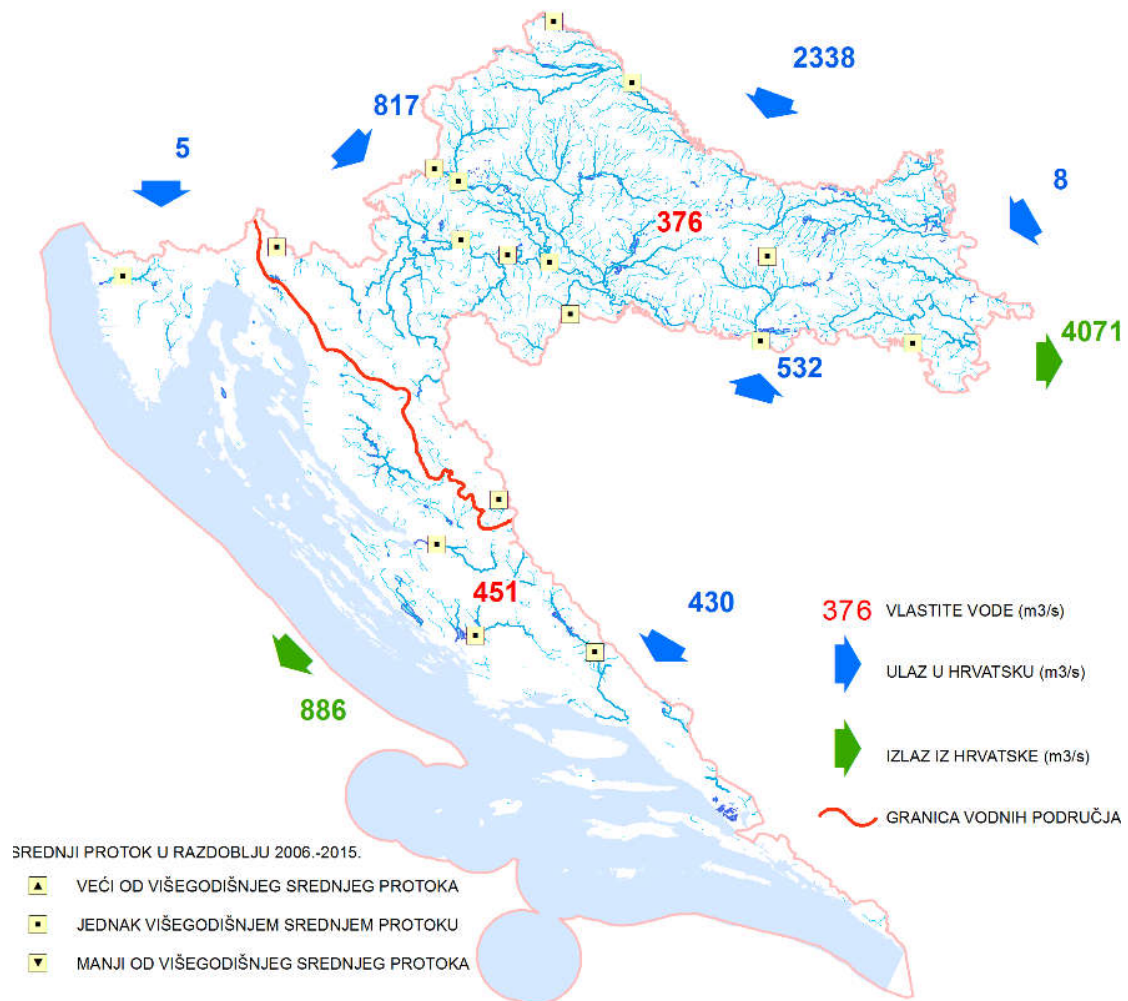 2338
817
5
8
376
4071
532
451
430
886
376 VLASTITE VODE (m3/s)
ULAZ U HRVATSKU (m3/s)
IZLAZ IZ HRVATSKE (m3/s)
GRANICA VODNIH PODRUČJA
SREDNJI PROTOK U RAZDOBLJU 2006.-2015.
VEĆI OD VIŠEGODIŠNJEG SREDNJEG PROTOKA
JEDNAK VIŠEGODIŠNJEM SREDNJEM PROTOKU
MANJI OD VIŠEGODIŠNJEG SREDNJEG PROTOKA